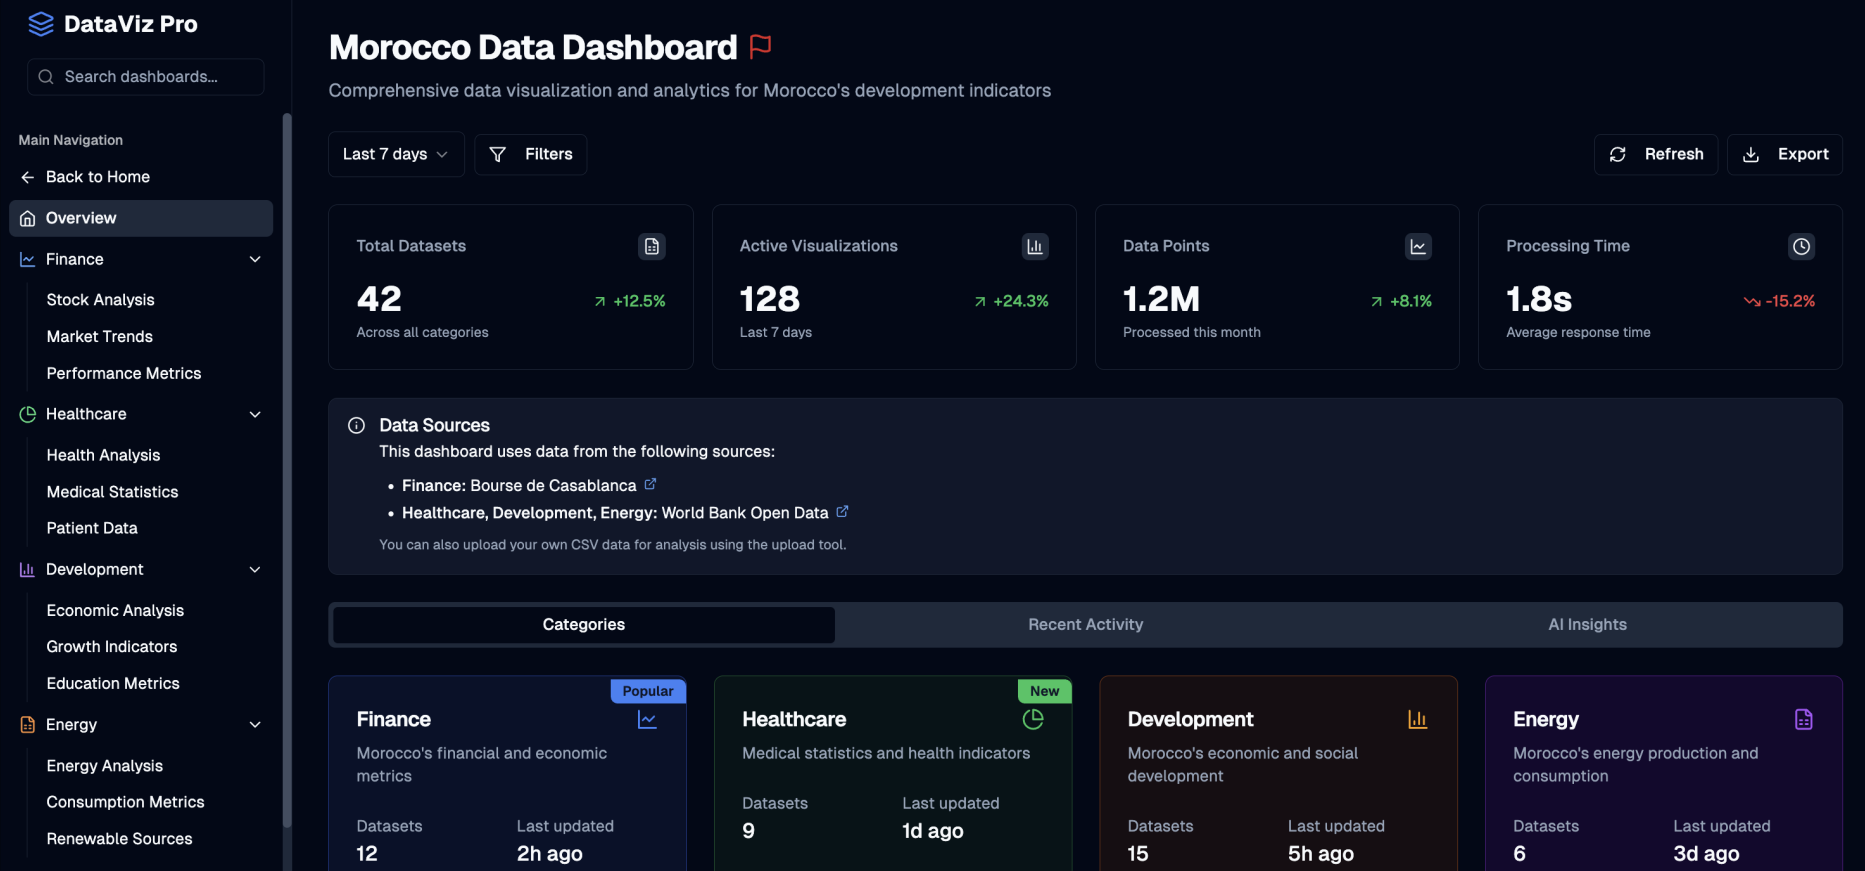 DataViz Pro
Search dashboards...
Main Navigation
Back to Home
Overview
Finance
Stock Analysis
Market Trends
Performance Metrics
Healthcare
Health Analysis
Medical Statistics
Patient Data
Development
Economic Analysis
Growth Indicators
Education Metrics
Energy
Energy Analysis
Consumption Metrics
Renewable Sources
Morocco Data Dashboard
Comprehensive data visualization and analytics for Morocco's development indicators
Last 7 days
Filters
Refresh
Export
Total Datasets
42
+12.5%
Across all categories
Active Visualizations
128
+24.3%
Last 7 days
Data Points
1.2M
+8.1%
Processed this month
Processing Time
1.8s
-15.2%
Average response time
Data Sources
This dashboard uses data from the following sources:
• Finance: Bourse de Casablanca
• Healthcare, Development, Energy: World Bank Open Data
You can also upload your own CSV data for analysis using the upload tool.
Categories
Recent Activity
AI Insights
Popular
Finance
Morocco's financial and economic
metrics
Datasets
Last updated
12
2h ago
New
Healthcare
Medical statistics and health indicators
Datasets
Last updated
9
1d ago
Development
Morocco's economic and social
development
Datasets
Last updated
15
5h ago
Energy
Morocco's energy production and
consumption
Datasets
Last updated
6
3d ago